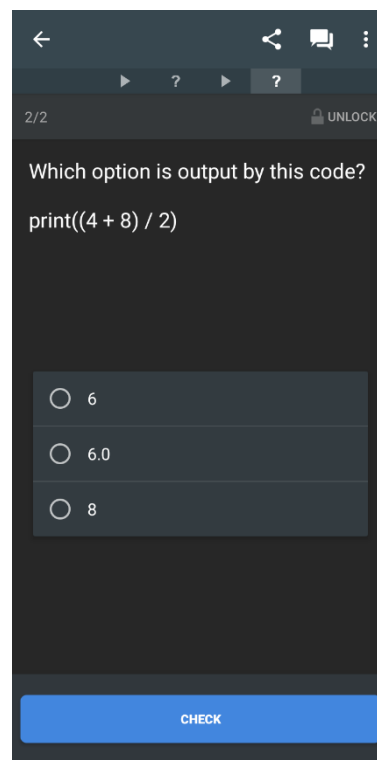 ?
?
2/2
UNLOCK
Which option is output by this code?
print((4 + 8) / 2)
6
6.0
8
CHECK